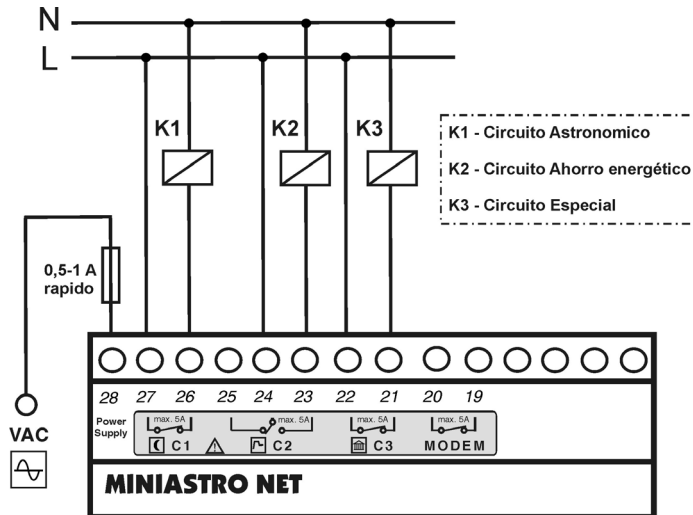 N
L
K1
K2
K3
K1 - Circuito Astronomico
K2 - Circuito Ahorro energético
K3 - Circuito Especial
0,5-1 A
rapido
VAC
28 27 26 25 24 23 22 21 20 19
Power
Supply
max. 5A
max. 5A
max. 5A
max. 5A
C1
C2
C3
MODEM
MINIASTRO NET